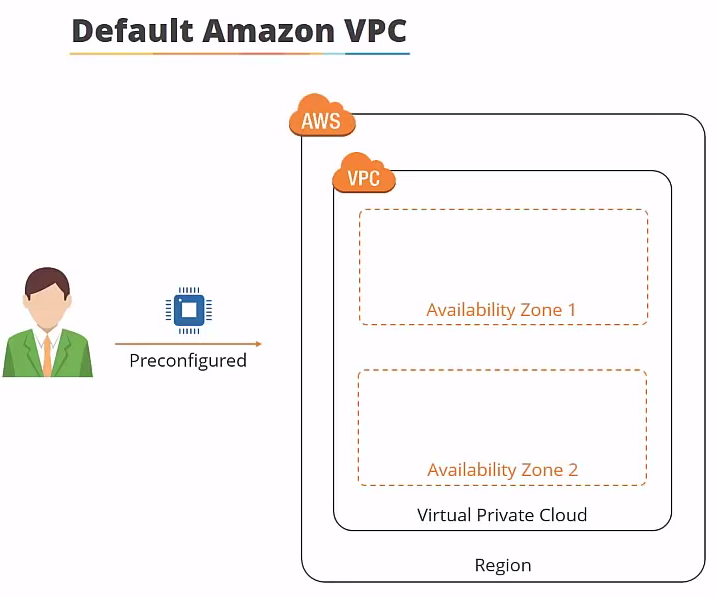 Default Amazon VPC
AWS
VPC
Availability Zone 1
Preconfigured
Availability Zone 2
Virtual Private Cloud
Region